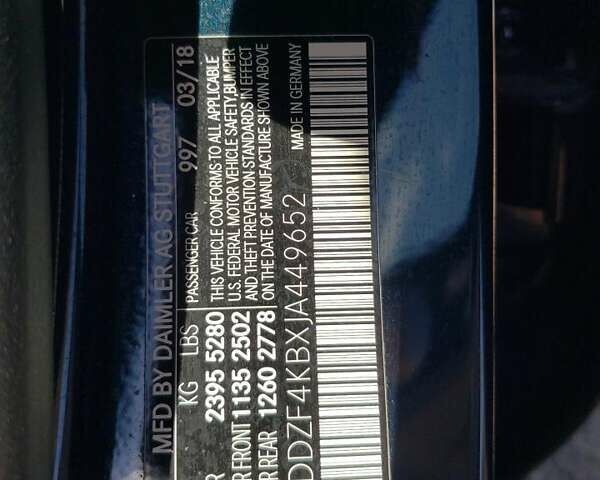 MFD BY DAIMLER AG STUTTGART
997 03/18
KG LBS PASSENGER CAR
2395 5280 THIS VEHICLE CONFORMS TO ALL APPLICABLE
FRONT 1135 2502 U.S. FEDERAL MOTOR VEHICLE SAFETY, BUMPER
AND THEFT PREVENTION STANDARDS IN EFFECT
REAR 1260 2778 ON THE DATE OF MANUFACTURE SHOWN ABOVE
MADE IN GERMANY
DDZF4KBXJA449652